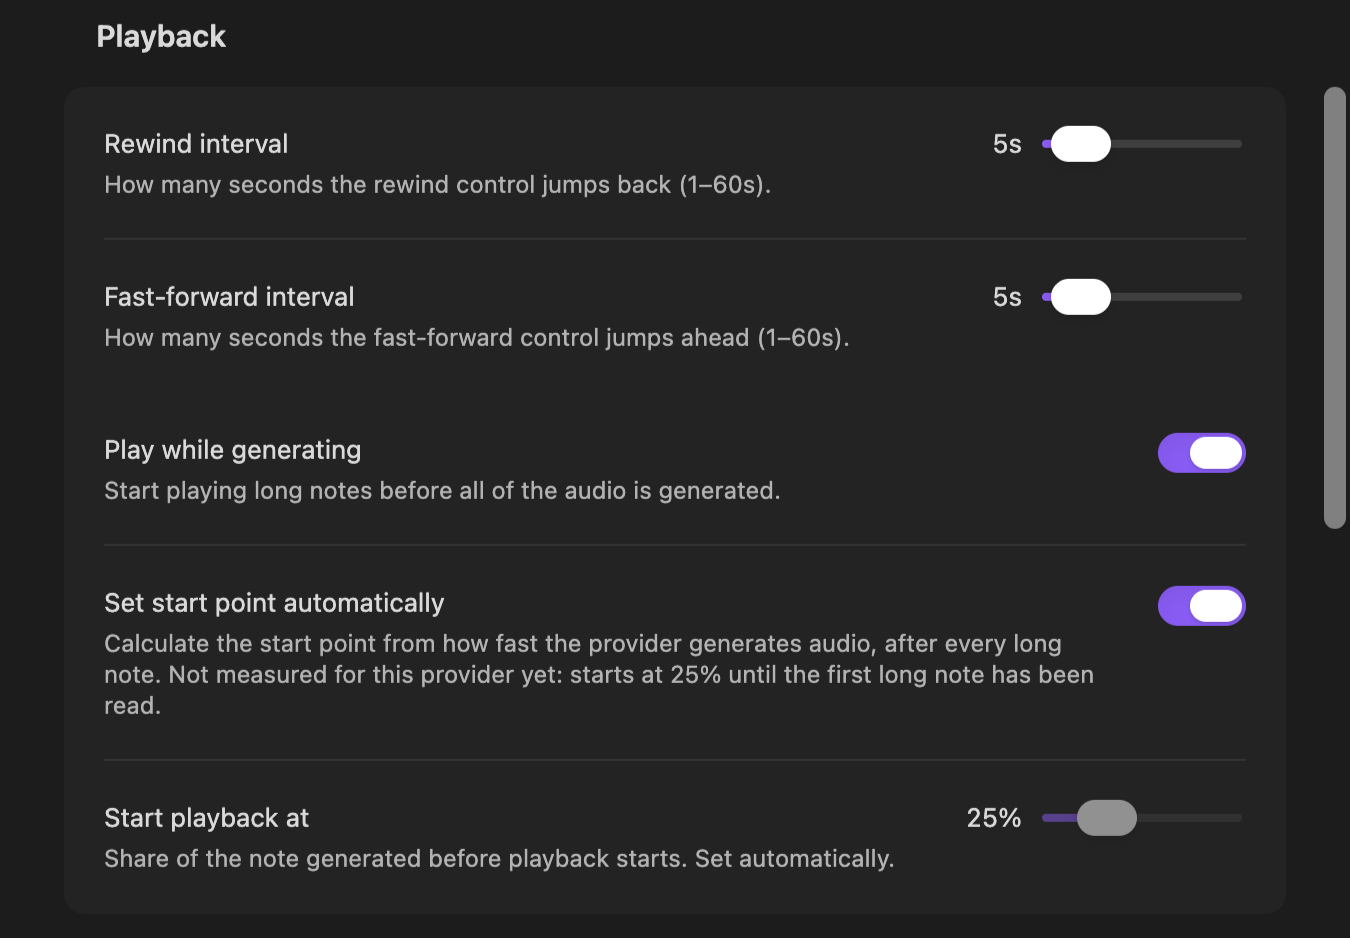 Playback
Rewind interval
5s
How many seconds the rewind control jumps back (1–60s).
Fast-forward interval
5s
How many seconds the fast-forward control jumps ahead (1–60s).
Play while generating
Start playing long notes before all of the audio is generated.
Set start point automatically
Calculate the start point from how fast the provider generates audio, after every long
note. Not measured for this provider yet: starts at 25% until the first long note has been
read.
Start playback at
25%
Share of the note generated before playback starts. Set automatically.